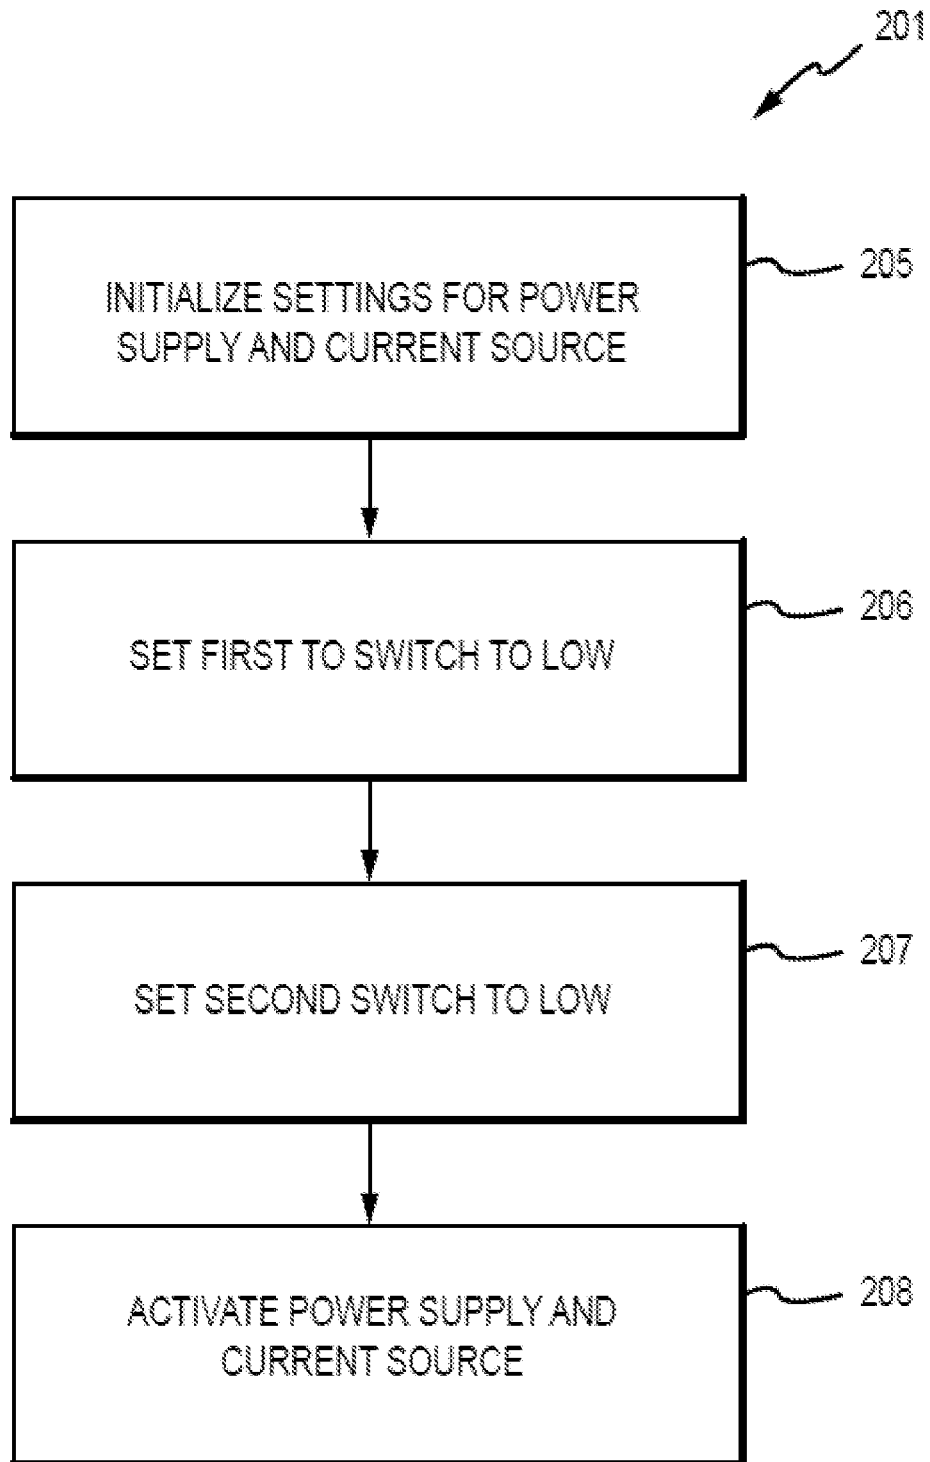 201
INITIALIZE SETTINGS FOR POWER
SUPPLY AND CURRENT SOURCE
205
SET FIRST TO SWITCH TO LOW
206
SET SECOND SWITCH TO LOW
207
ACTIVATE POWER SUPPLY AND
CURRENT SOURCE
208